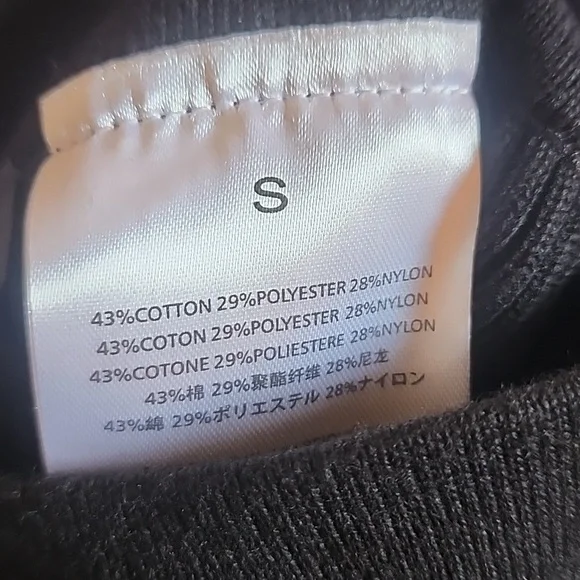 S
43%COTTON 29%POLYESTER 28%NYLON
43%COTON 29%POLYESTER 28%NYLON
43%COTONE 29%POLIESTERE 28%NYLON
43%棉 29%聚酯纤维 28%尼龙
43%綿 29%ポリエステル 28%ナイロン